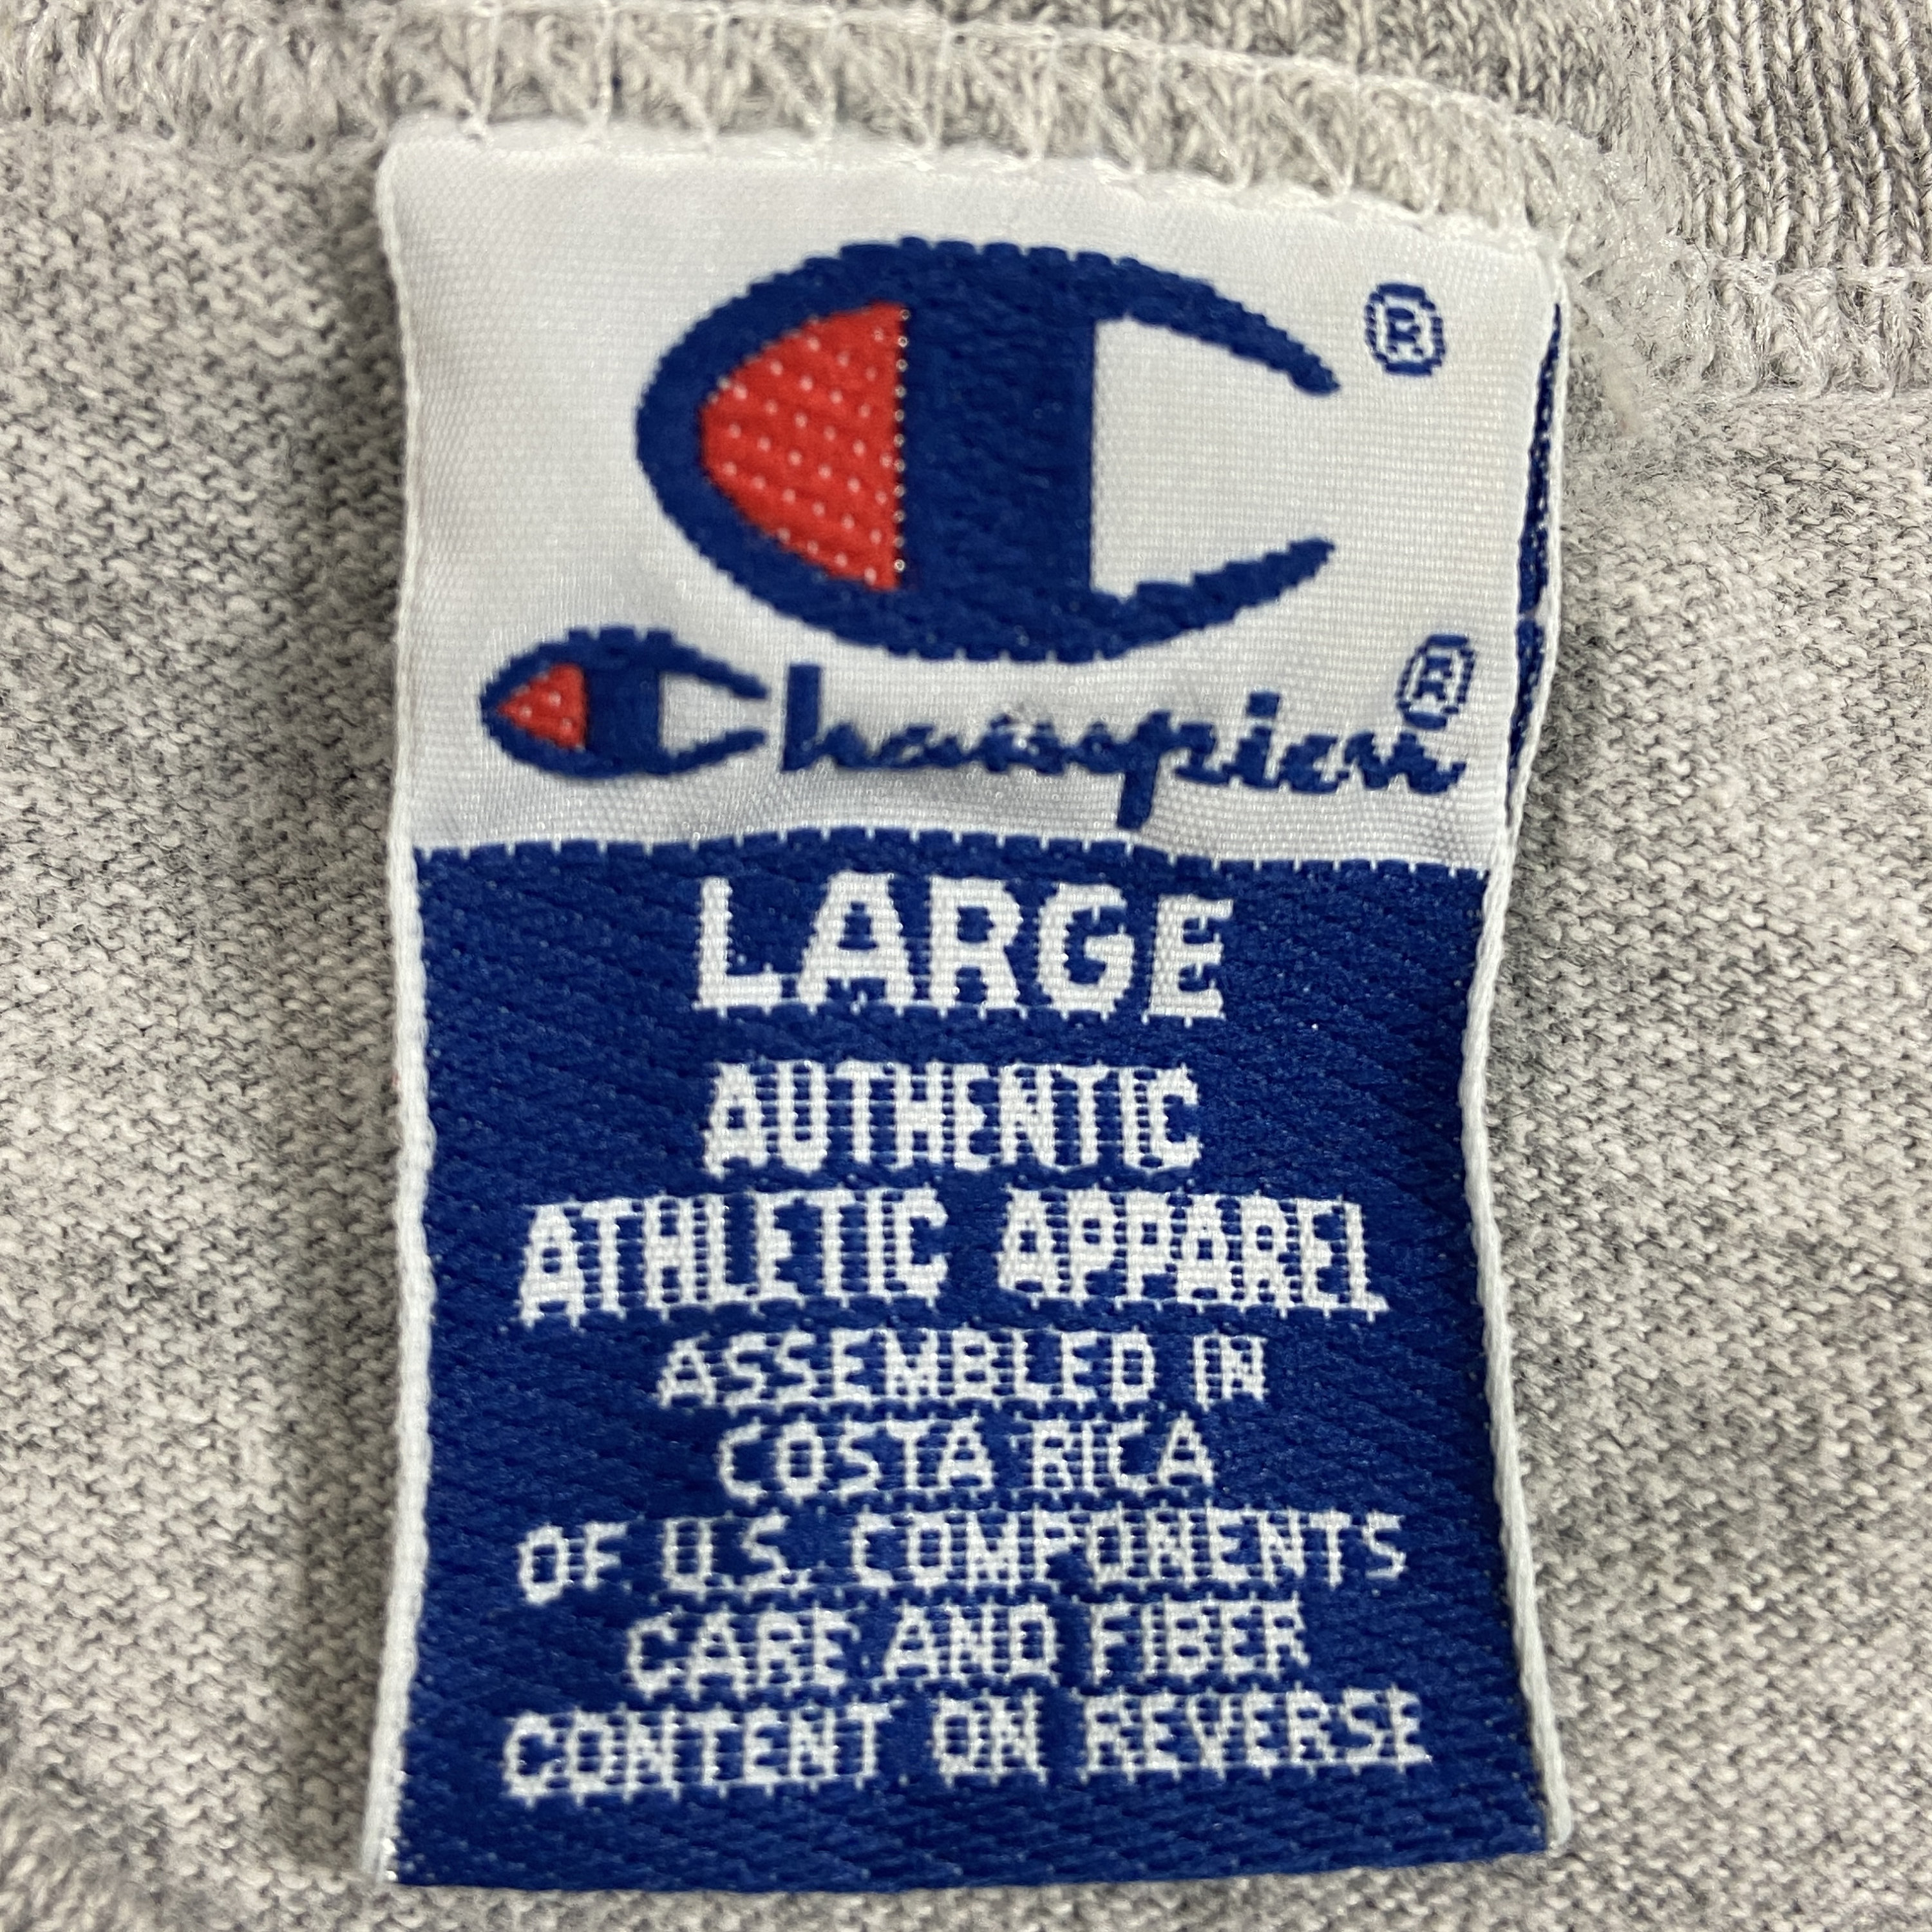 ®
Champion®
LARGE
AUTHENTIC
ATHLETIC APPAREL
ASSEMBLED IN
COSTA RICA
OF U.S. COMPONENTS
CARE AND FIBER
CONTENT ON REVERSE